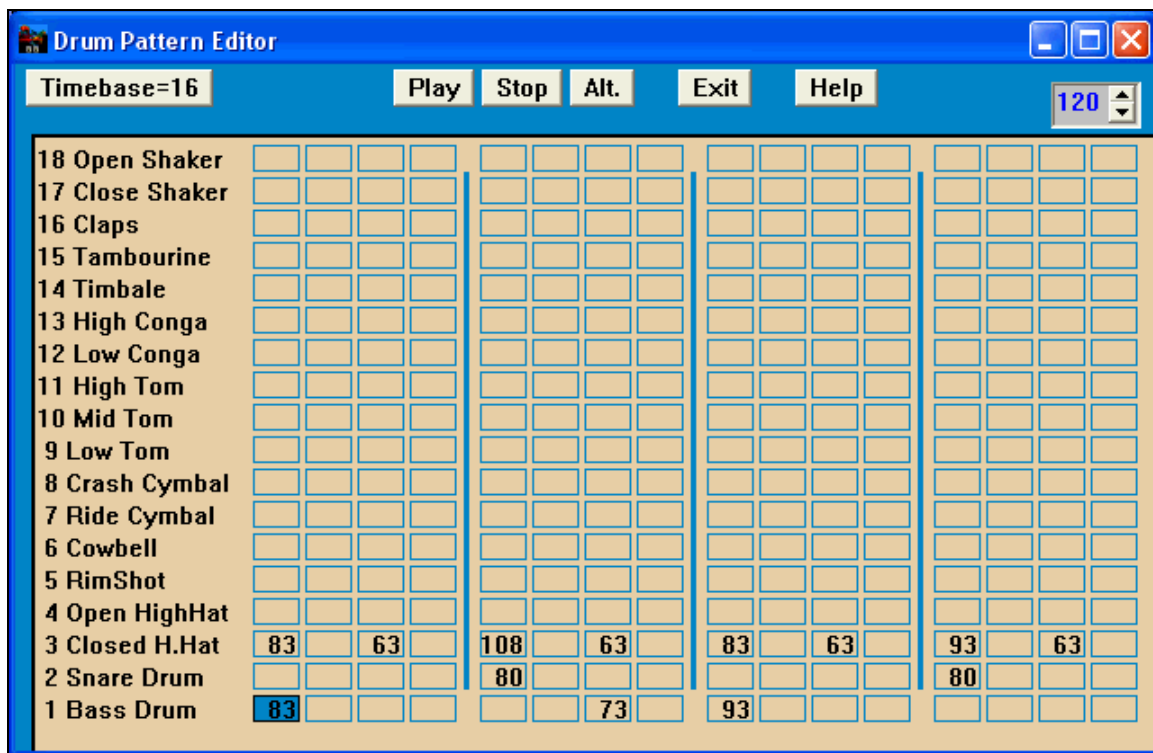 Drum Pattern Editor
Timebase=16 Play Stop Alt. Exit Help
120
18 Open Shaker
17 Close Shaker
16 Claps
15 Tambourine
14 Timbale
13 High Conga
12 Low Conga
11 High Tom
10 Mid Tom
9 Low Tom
8 Crash Cymbal
7 Ride Cymbal
6 Cowbell
5 RimShot
4 Open HighHat
3 Closed H.Hat 83 63 108 63 83 63 93 63
2 Snare Drum 80 80
1 Bass Drum 83 73 93